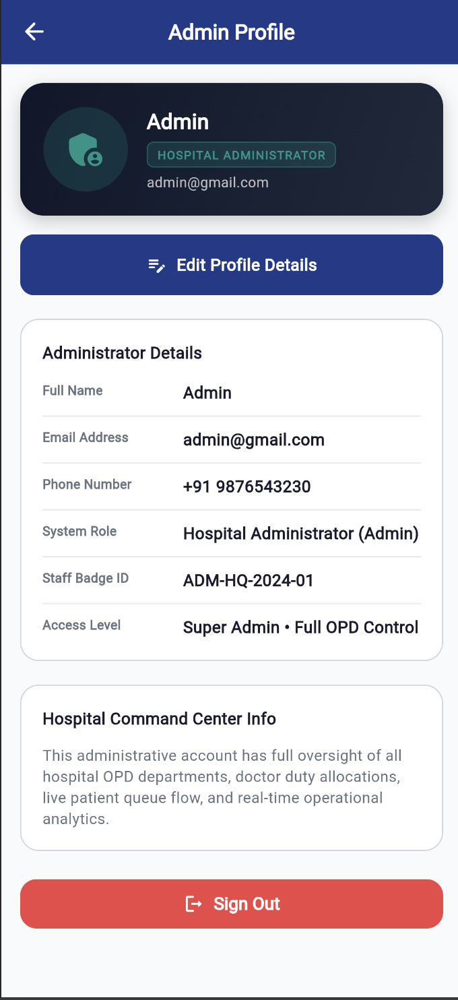 Admin Profile
Admin
HOSPITAL ADMINISTRATOR
admin@gmail.com
Edit Profile Details
Administrator Details
Full Name Admin
Email Address admin@gmail.com
Phone Number +91 9876543230
System Role Hospital Administrator (Admin)
Staff Badge ID ADM-HQ-2024-01
Access Level Super Admin • Full OPD Control
Hospital Command Center Info
This administrative account has full oversight of all
hospital OPD departments, doctor duty allocations,
live patient queue flow, and real-time operational
analytics.
Sign Out